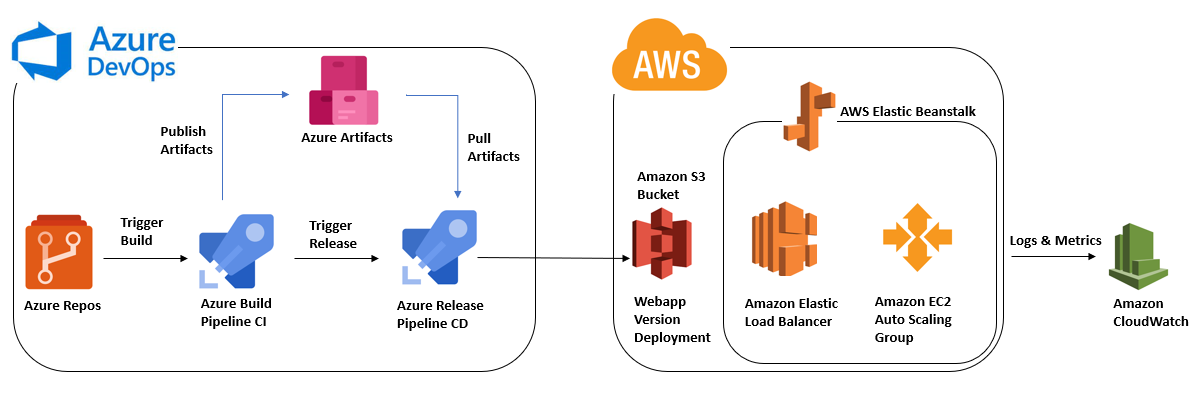 Azure
DevOps
AWS
Azure Artifacts
Publish
Artifacts
Pull
Artifacts
Trigger
Build
Trigger
Release
Azure Repos
Azure Build
Pipeline CI
Azure Release
Pipeline CD
AWS Elastic Beanstalk
Amazon S3
Bucket
Webapp
Version
Deployment
Amazon Elastic
Load Balancer
Amazon EC2
Auto Scaling
Group
Logs & Metrics
Amazon
CloudWatch